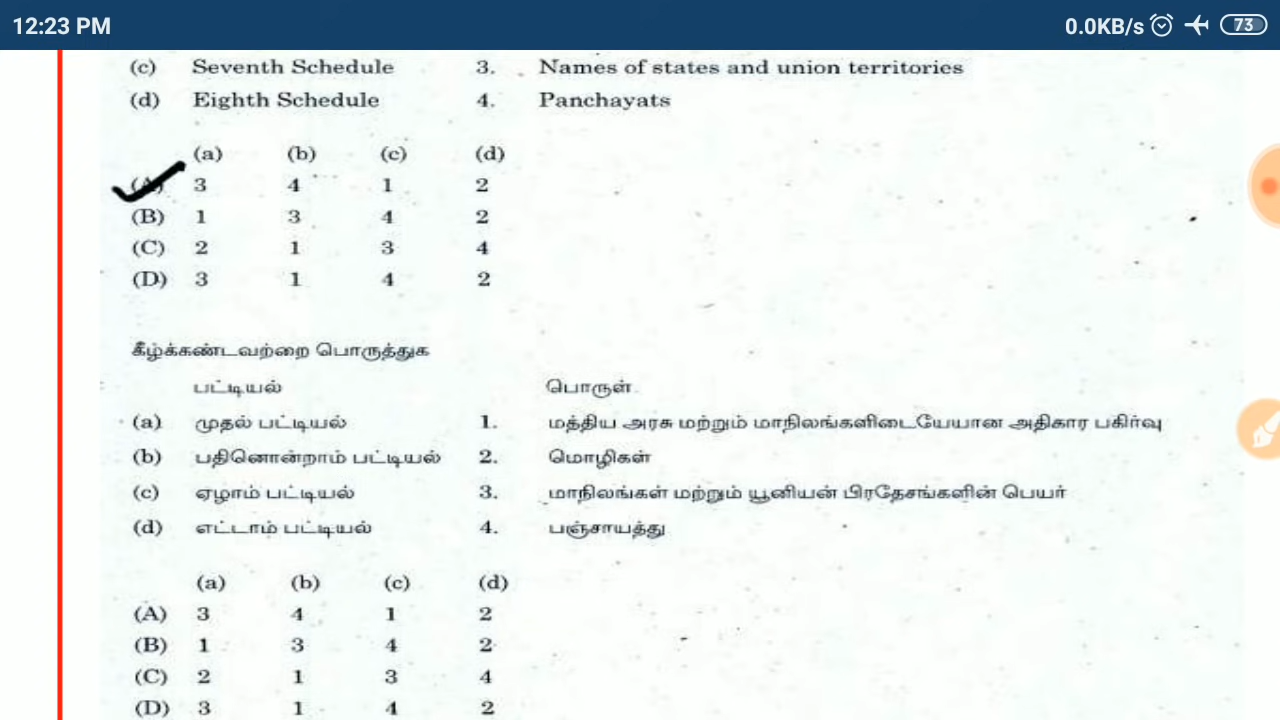 12:23 PM 0.0KB/s 73
(c) Seventh Schedule 3. Names of states and union territories
(d) Eighth Schedule 4. Panchayats
(a) (b) (c) (d)
(A) 3 4 1 2
(B) 1 3 4 2
(C) 2 1 3 4
(D) 3 1 4 2
கீழ்க்கண்டவற்றை பொருத்துக
பட்டியல் பொருள்
(a) முதல் பட்டியல் 1. மத்திய அரசு மற்றும் மாநிலங்களிடையேயான அதிகார பகிர்வு
(b) பதினொன்றாம் பட்டியல் 2. மொழிகள்
(c) ஏழாம் பட்டியல் 3. மாநிலங்கள் மற்றும் யூனியன் பிரதேசங்களின் பெயர்
(d) எட்டாம் பட்டியல் 4. பஞ்சாயத்து
(a) (b) (c) (d)
(A) 3 4 1 2
(B) 1 3 4 2
(C) 2 1 3 4
(D) 3 1 4 2